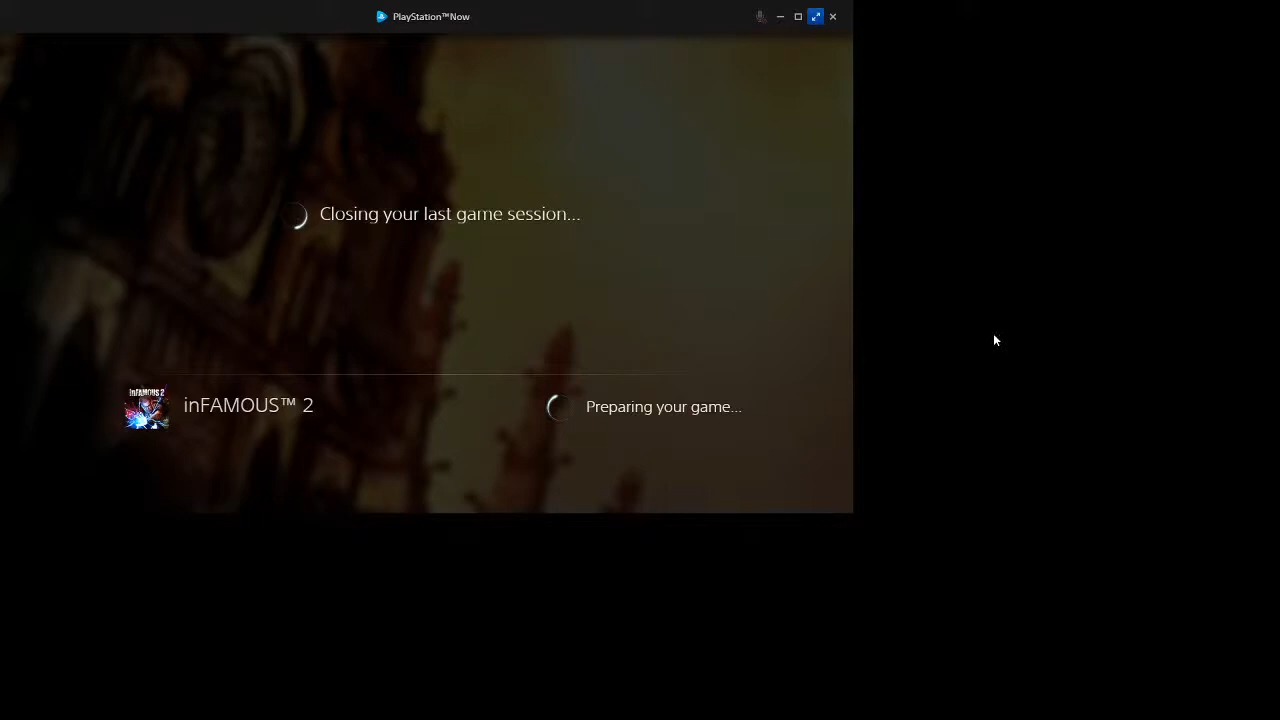 PlayStation™Now
Closing your last game session...
inFAMOUS 2
inFAMOUS™ 2
Preparing your game...